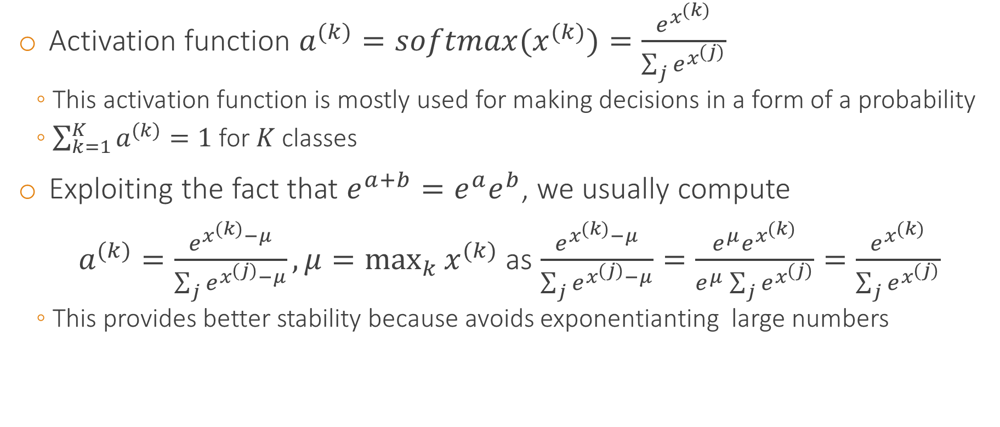 Activation function $a^{(k)} = softmax(x^{(k)}) = \frac{e^{x^{(k)}}}{\sum_j e^{x^{(j)}}}$
This activation function is mostly used for making decisions in a form of a probability
$\sum_{k=1}^{K} a^{(k)} = 1$ for $K$ classes
Exploiting the fact that $e^{a+b} = e^a e^b$, we usually compute
$a^{(k)} = \frac{e^{x^{(k)}-\mu}}{\sum_j e^{x^{(j)}-\mu}}, \mu = \max_k x^{(k)}$ as $\frac{e^{x^{(k)}-\mu}}{\sum_j e^{x^{(j)}-\mu}} = \frac{e^{\mu} e^{x^{(k)}}}{e^{\mu} \sum_j e^{x^{(j)}}} = \frac{e^{x^{(k)}}}{\sum_j e^{x^{(j)}}}$
This provides better stability because avoids exponentianting large numbers